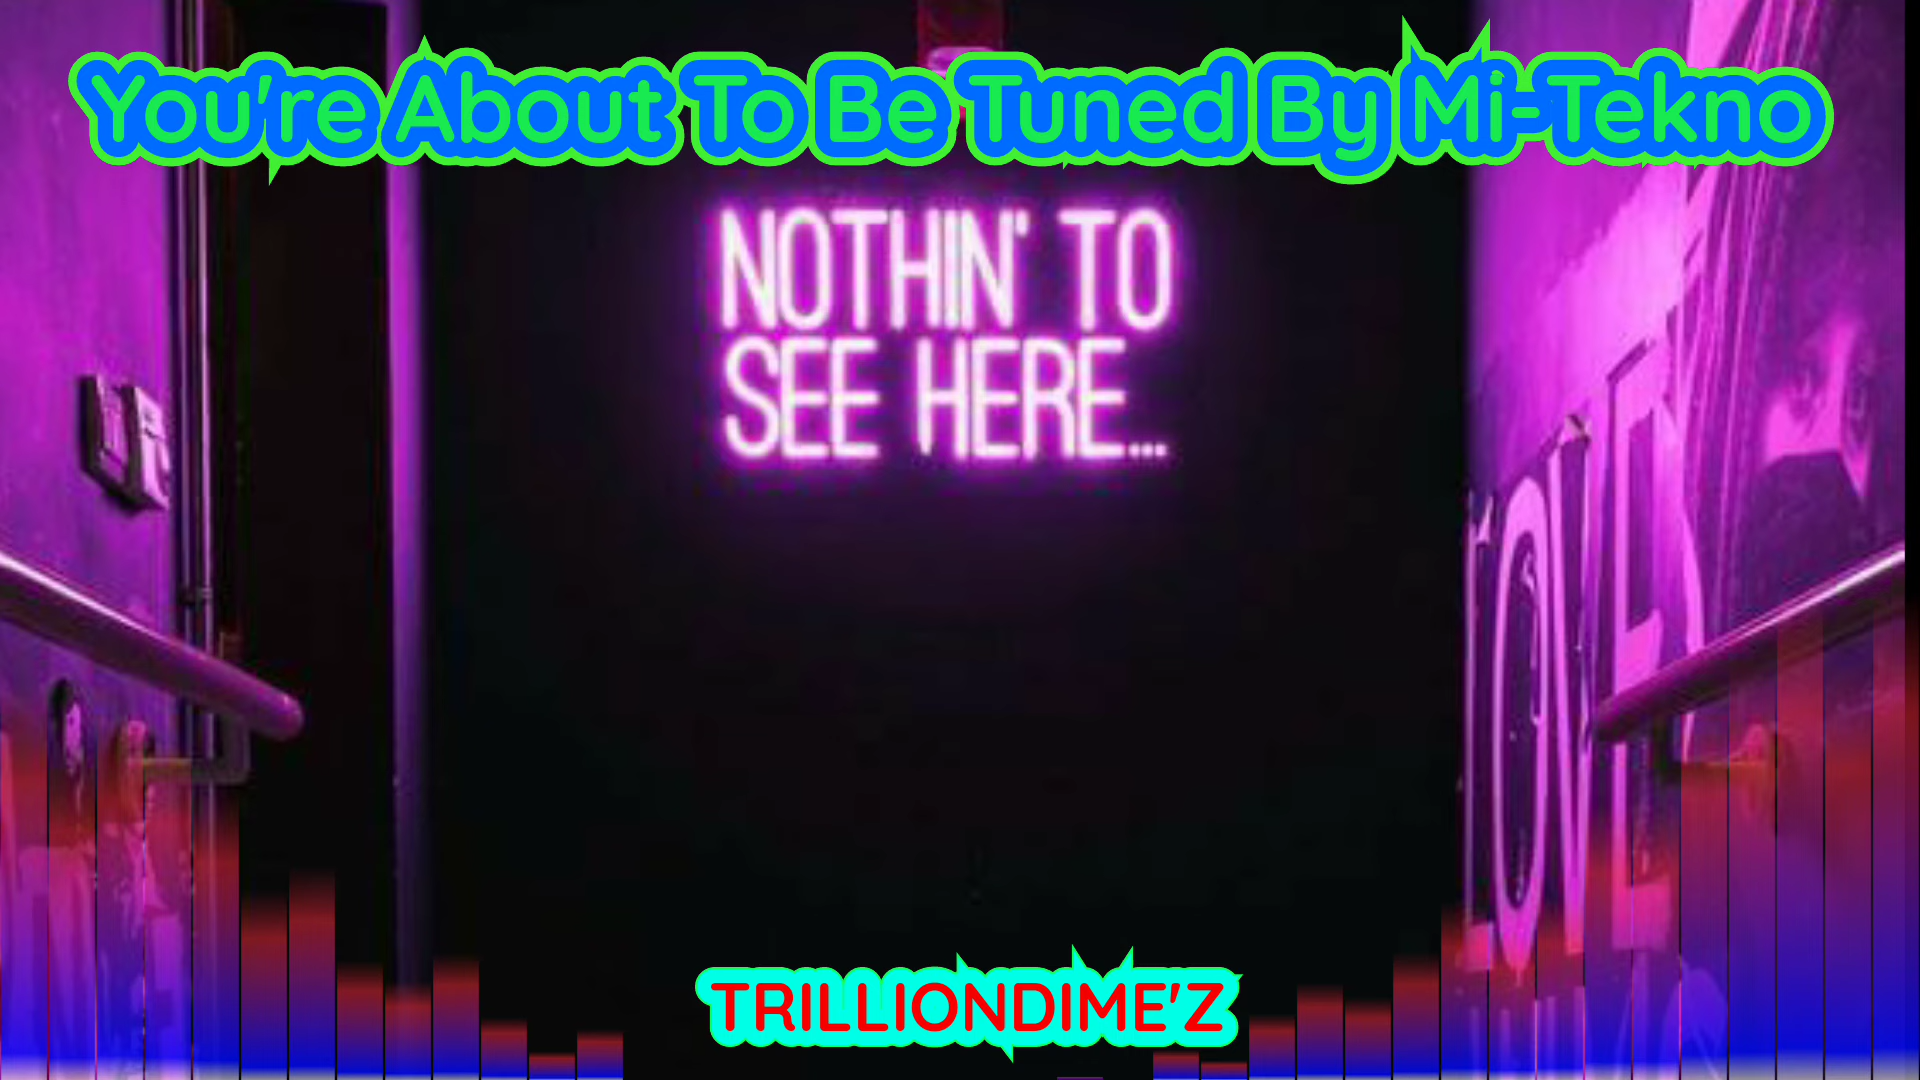 You're About To Be Tuned By Mi-Tekno
NOTHIN' TO
SEE HERE...
LOVE
TRILLIONDIME'Z